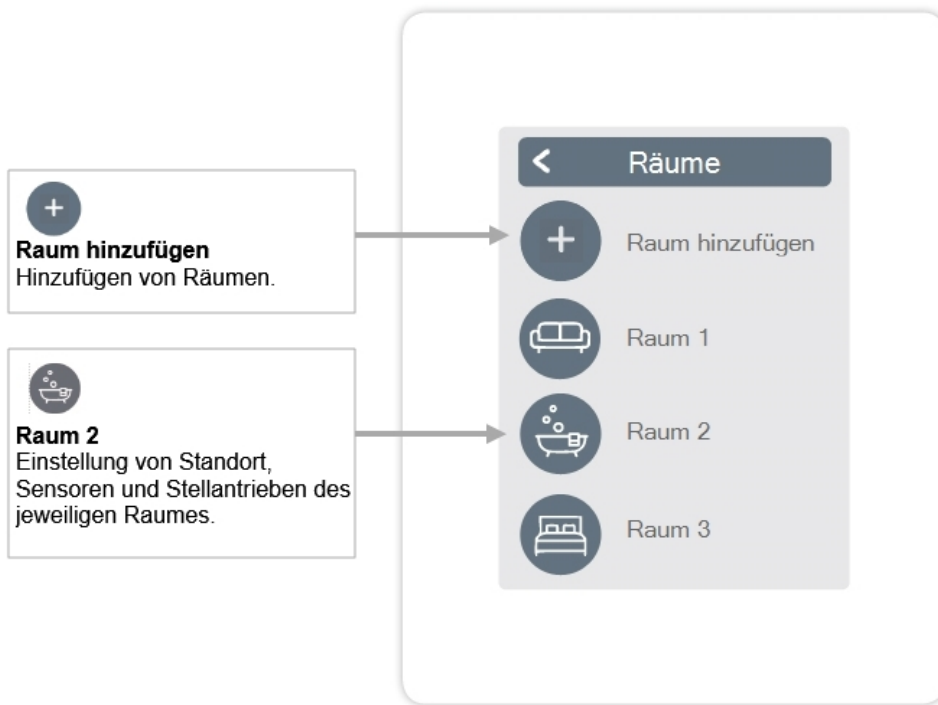 Raum hinzufügen
Hinzufügen von Räumen.
Raum 2
Einstellung von Standort,
Sensoren und Stellantrieben des
jeweiligen Raumes.
Räume
Raum hinzufügen
Raum 1
Raum 2
Raum 3